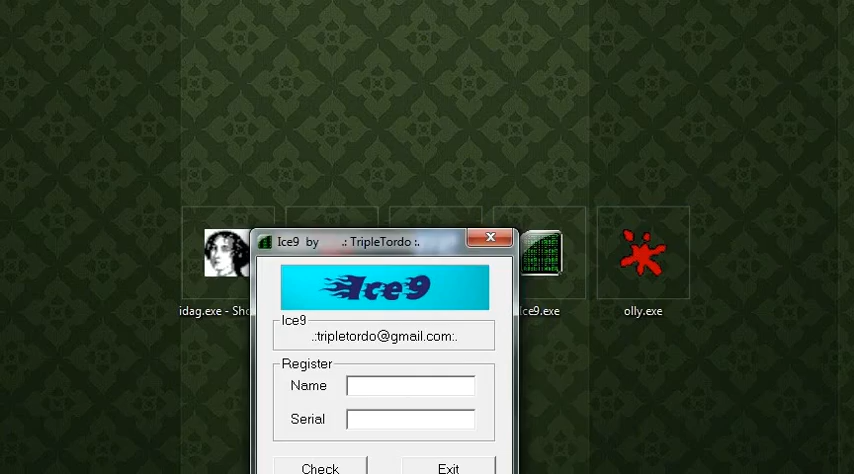 Ice9 by .: TripleTordo :.
Ice9
Ice9
.:tripletordo@gmail.com:.
Register
Name
Serial
Check
Exit
idag.exe - Sho
Ice9.exe
olly.exe